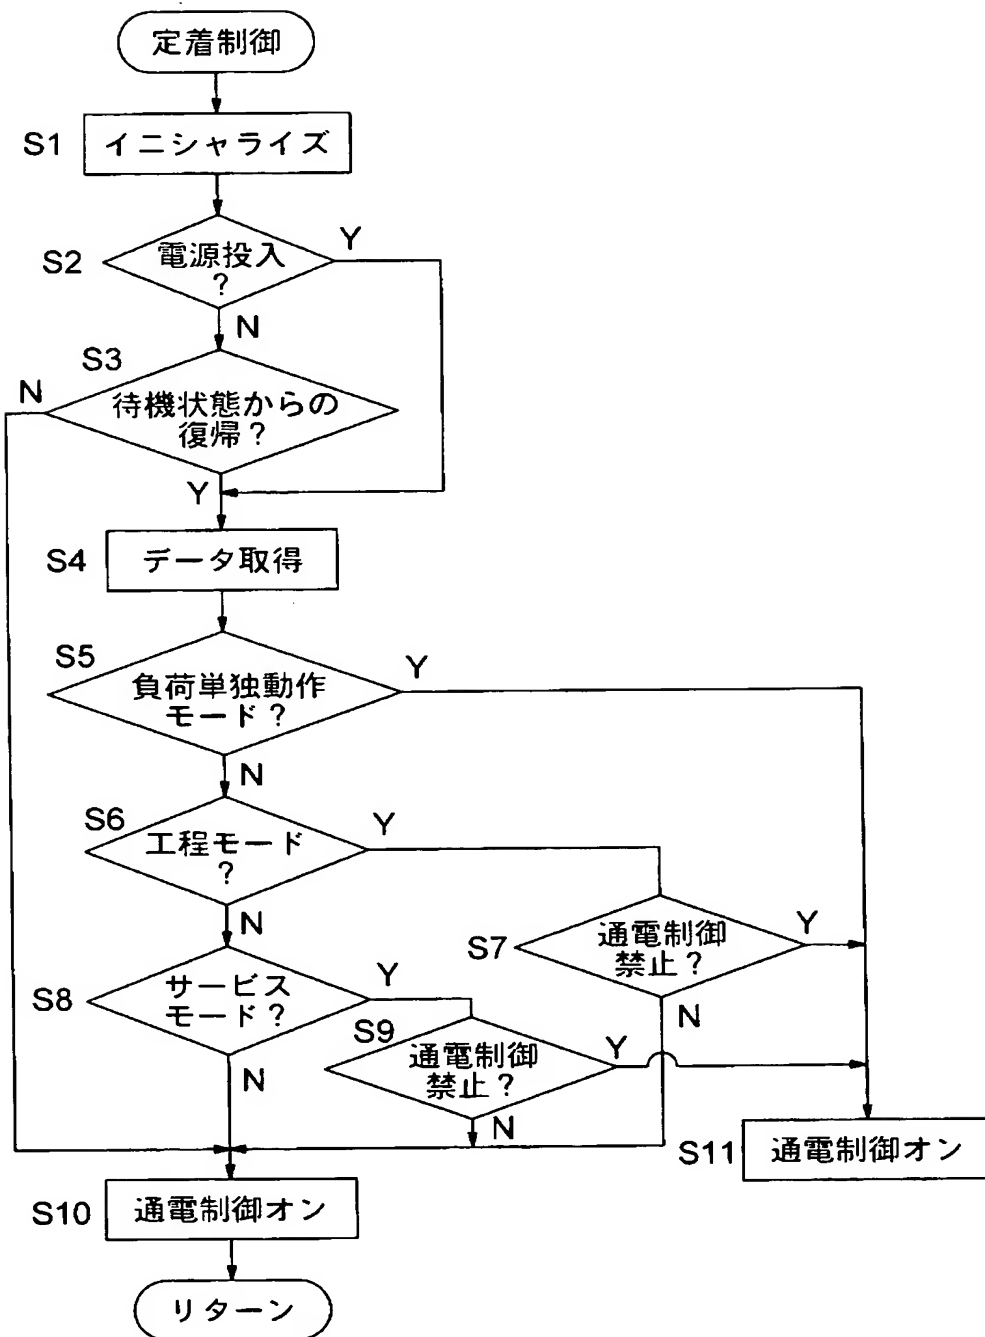 定着制御
S1
イニシャライズ
S2
電源投入
?
Y
N
S3
N
待機状態からの
復帰?
Y
S4
データ取得
S5
負荷単独動作
モード?
Y
N
S6
工程モード
?
Y
N
S7
通電制御
禁止?
Y
N
S8
サービス
モード?
Y
N
S9
通電制御
禁止?
Y
N
S11
通電制御オン
S10
通電制御オン
リターン